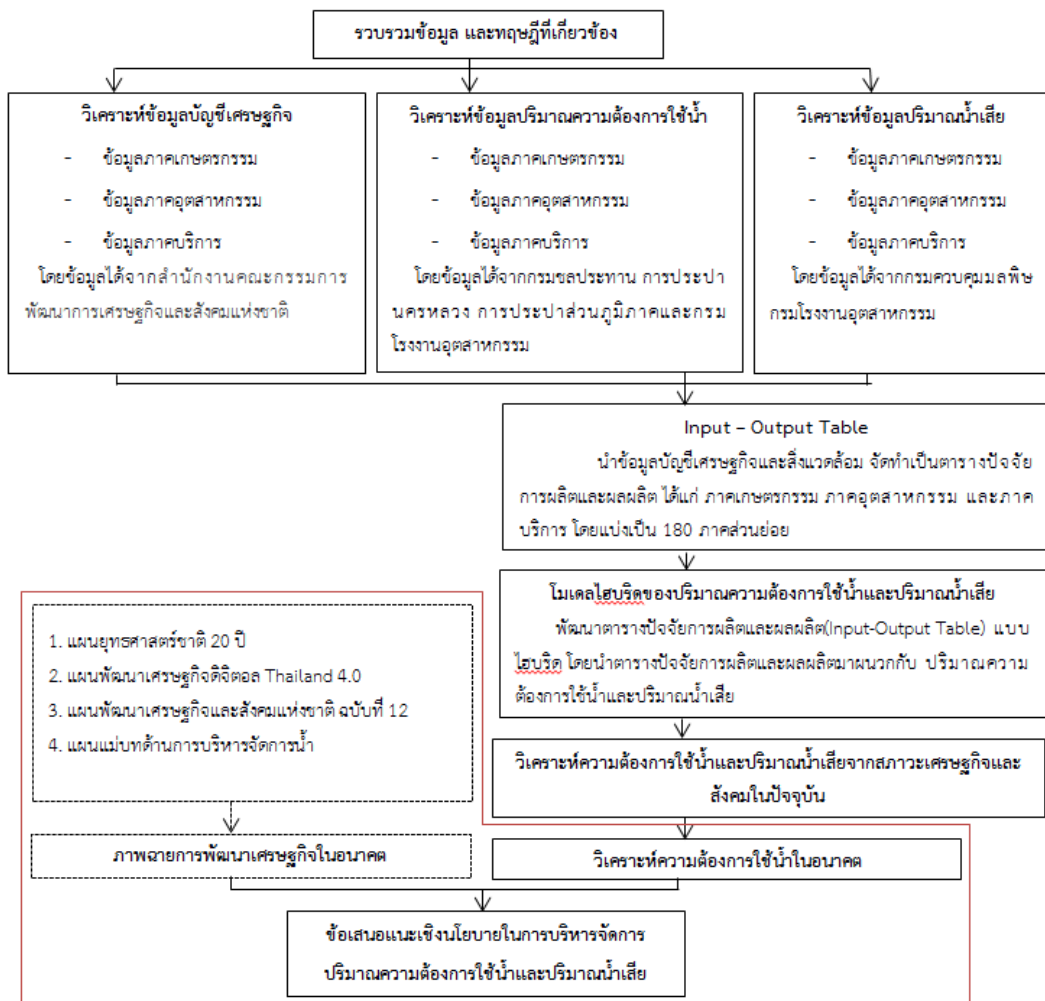 รวบรวมข้อมูล และทฤษฎีที่เกี่ยวข้อง
วิเคราะห์ข้อมูลบัญชีเศรษฐกิจ
- ข้อมูลภาคเกษตรกรรม
- ข้อมูลภาคอุตสาหกรรม
- ข้อมูลภาคบริการ
โดยข้อมูลได้จากสำนักงานคณะกรรมการ
พัฒนาการเศรษฐกิจและสังคมแห่งชาติ
วิเคราะห์ข้อมูลปริมาณความต้องการใช้น้ำ
- ข้อมูลภาคเกษตรกรรม
- ข้อมูลภาคอุตสาหกรรม
- ข้อมูลภาคบริการ
โดยข้อมูลได้จากกรมชลประทาน การประปา
นครหลวง การประปาส่วนภูมิภาคและกรม
โรงงานอุตสาหกรรม
วิเคราะห์ข้อมูลปริมาณน้ำเสีย
- ข้อมูลภาคเกษตรกรรม
- ข้อมูลภาคอุตสาหกรรม
- ข้อมูลภาคบริการ
โดยข้อมูลได้จากกรมควบคุมมลพิษ
กรมโรงงานอุตสาหกรรม
Input – Output Table
นำข้อมูลบัญชีเศรษฐกิจและสิ่งแวดล้อม จัดทำเป็นตารางปัจจัย
การผลิตและผลผลิต ได้แก่ ภาคเกษตรกรรม ภาคอุตสาหกรรม และภาค
บริการ โดยแบ่งเป็น 180 ภาคส่วนย่อย
โมเดลไฮบริดของปริมาณความต้องการใช้น้ำและปริมาณน้ำเสีย
พัฒนาตารางปัจจัยการผลิตและผลผลิต(Input-Output Table) แบบ
ไฮบริด โดยนำตารางปัจจัยการผลิตและผลผลิตมาผนวกกับ ปริมาณความ
ต้องการใช้น้ำและปริมาณน้ำเสีย
วิเคราะห์ความต้องการใช้น้ำและปริมาณน้ำเสียจากสภาวะเศรษฐกิจและ
สังคมในปัจจุบัน
1. แผนยุทธศาสตร์ชาติ 20 ปี
2. แผนพัฒนาเศรษฐกิจดิจิตอล Thailand 4.0
3. แผนพัฒนาเศรษฐกิจและสังคมแห่งชาติ ฉบับที่ 12
4. แผนแม่บทด้านการบริหารจัดการน้ำ
ภาพฉายการพัฒนาเศรษฐกิจในอนาคต
วิเคราะห์ความต้องการใช้น้ำในอนาคต
ข้อเสนอแนะเชิงนโยบายในการบริหารจัดการ
ปริมาณความต้องการใช้น้ำและปริมาณน้ำเสีย